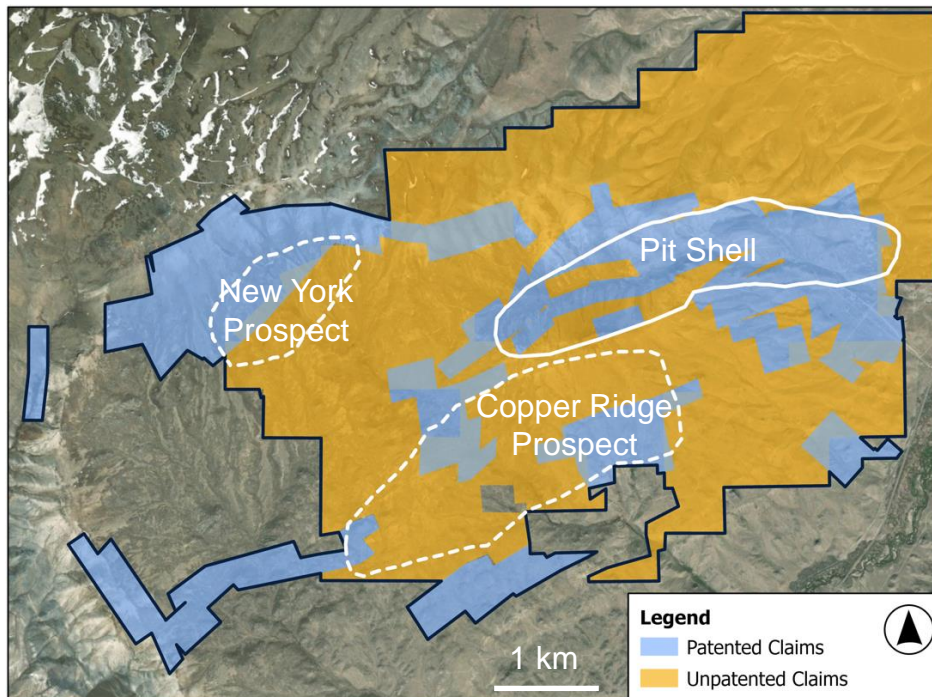 Pit Shell
New York
Prospect
Copper Ridge
Prospect
1 km
Legend
Patented Claims
Unpatented Claims